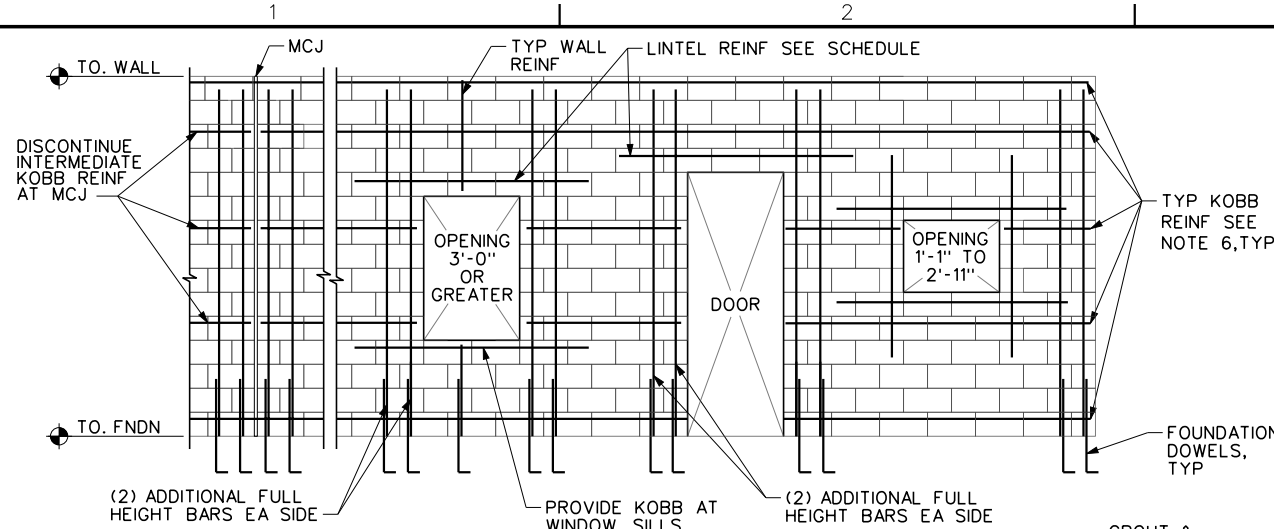 1
2
MCJ
TYP WALL
REINF
LINTEL REINF SEE SCHEDULE
TO. WALL
DISCONTINUE
INTERMEDIATE
KOBB REINF
AT MCJ
OPENING
3'-0"
OR
GREATER
DOOR
OPENING
1'-1" TO
2'-11"
TYP KOBB
REINF SEE
NOTE 6,TYP
TO. FNDN
FOUNDATION
DOWELS,
TYP
(2) ADDITIONAL FULL
HEIGHT BARS EA SIDE
PROVIDE KOBB AT
WINDOW SILLS
(2) ADDITIONAL FULL
HEIGHT BARS EA SIDE
GROUT &